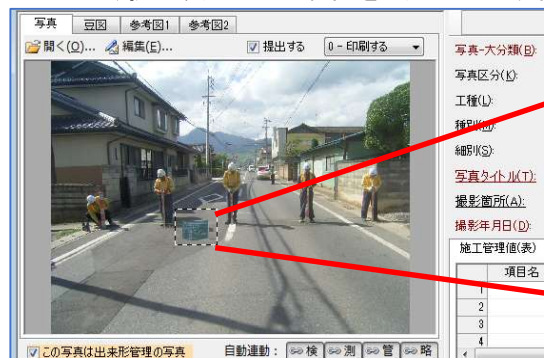 写真 豆図 参考図1 参考図2
開く(O)... 編集(E)... 提出する 0 - 印刷する
写真-大分類(B):
写真区分(K):
工種(L):
種別(M):
細別(S):
写真タイトル(T):
撮影箇所(A):
撮影年月日(D):
施工管理値(表)
項目名
1
2
3
4
この写真は出来形管理の写真 自動連動: 検 測 管 略